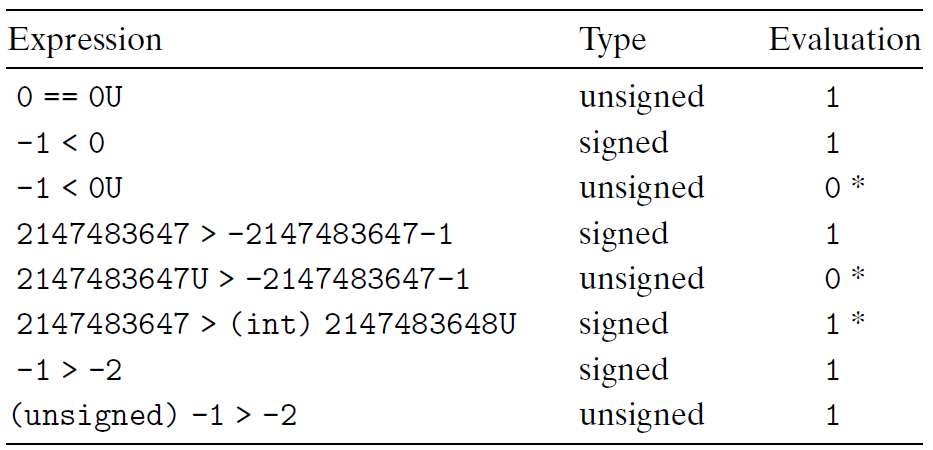 Expression Type Evaluation
0 == 0U unsigned 1
-1 < 0 signed 1
-1 < 0U unsigned 0 *
2147483647 > -2147483647-1 signed 1
2147483647U > -2147483647-1 unsigned 0 *
2147483647 > (int) 2147483648U signed 1 *
-1 > -2 signed 1
(unsigned) -1 > -2 unsigned 1